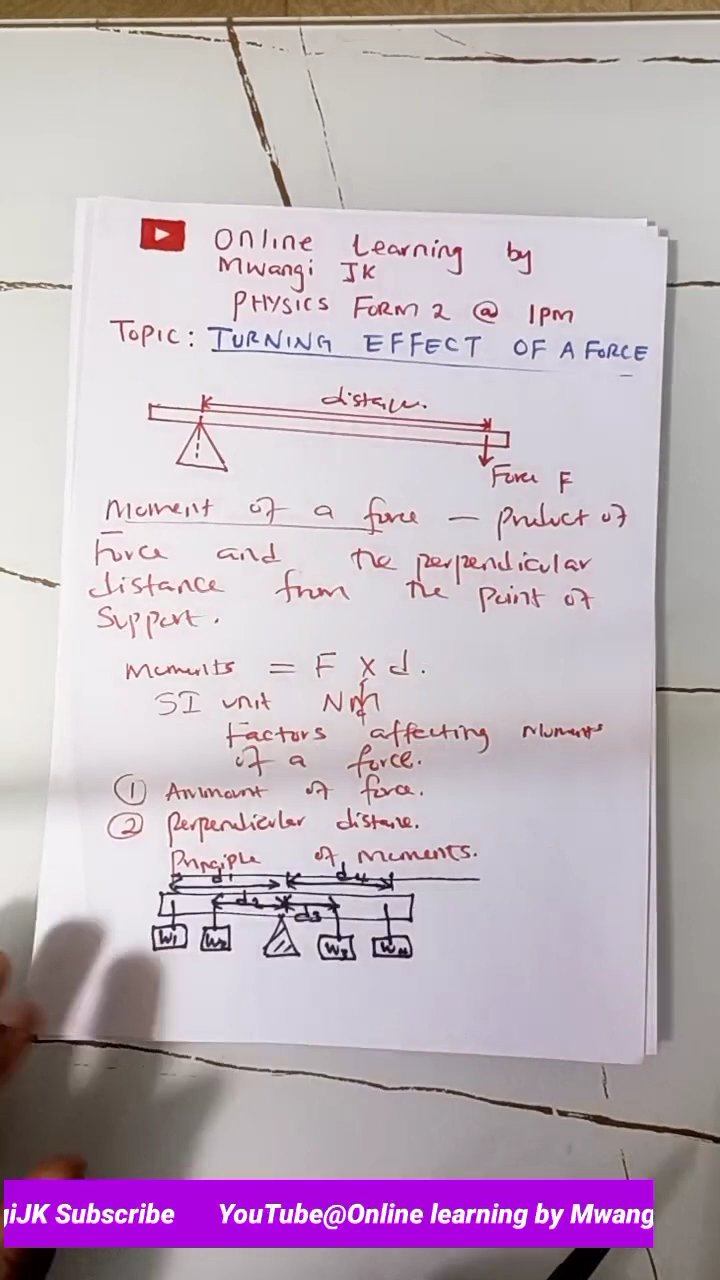 Online Learning by
Mwangi JK
PHYSICS FORM 2 @ 1PM
TOPIC: TURNING EFFECT OF A FORCE
distance.
Force F
Moment of a force – product of
Force and the perpendicular
distance from the point of
Support.
Moments = F x d.
SI unit Nm
Factors affecting Moments
of a force.
① Ammount of force.
② perpendicular distance.
Principle of Moments.
d1 d4
d2 d3
W1 W2 W3 W4
giJK Subscribe YouTube@Online learning by Mwang